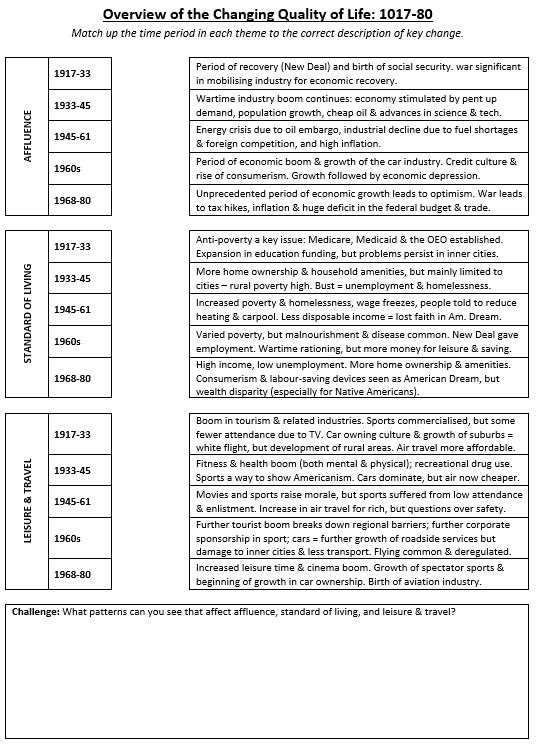 Overview of the Changing Quality of Life: 1017-80
Match up the time period in each theme to the correct description of key change.
AFFLUENCE
1917-33
1933-45
1945-61
1960s
1968-80
Period of recovery (New Deal) and birth of social security. war significant
in mobilising industry for economic recovery.
Wartime industry boom continues: economy stimulated by pent up
demand, population growth, cheap oil & advances in science & tech.
Energy crisis due to oil embargo, industrial decline due to fuel shortages
& foreign competition, and high inflation.
Period of economic boom & growth of the car industry. Credit culture &
rise of consumerism. Growth followed by economic depression.
Unprecedented period of economic growth leads to optimism. War leads
to tax hikes, inflation & huge deficit in the federal budget & trade.
STANDARD OF LIVING
1917-33
1933-45
1945-61
1960s
1968-80
Anti-poverty a key issue: Medicare, Medicaid & the OEO established.
Expansion in education funding, but problems persist in inner cities.
More home ownership & household amenities, but mainly limited to
cities – rural poverty high. Bust = unemployment & homelessness.
Increased poverty & homelessness, wage freezes, people told to reduce
heating & carpool. Less disposable income = lost faith in Am. Dream.
Varied poverty, but malnourishment & disease common. New Deal gave
employment. Wartime rationing, but more money for leisure & saving.
High income, low unemployment. More home ownership & amenities.
Consumerism & labour-saving devices seen as American Dream, but
wealth disparity (especially for Native Americans).
LEISURE & TRAVEL
1917-33
1933-45
1945-61
1960s
1968-80
Boom in tourism & related industries. Sports commercialised, but some
fewer attendance due to TV. Car owning culture & growth of suburbs =
white flight, but development of rural areas. Air travel more affordable.
Fitness & health boom (both mental & physical); recreational drug use.
Sports a way to show Americanism. Cars dominate, but air now cheaper.
Movies and sports raise morale, but sports suffered from low attendance
& enlistment. Increase in air travel for rich, but questions over safety.
Further tourist boom breaks down regional barriers; further corporate
sponsorship in sport; cars = further growth of roadside services but
damage to inner cities & less transport. Flying common & deregulated.
Increased leisure time & cinema boom. Growth of spectator sports &
beginning of growth in car ownership. Birth of aviation industry.
Challenge: What patterns can you see that affect affluence, standard of living, and leisure & travel?